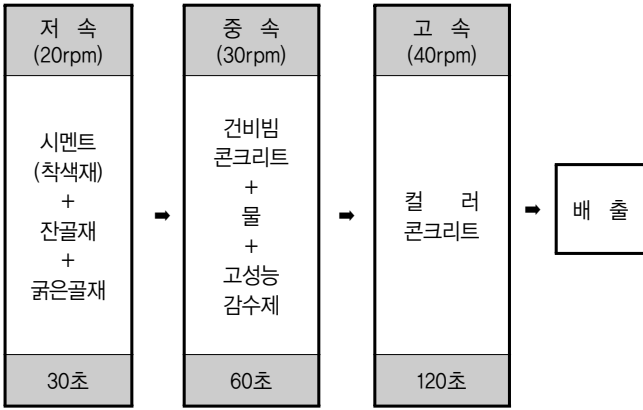 저 속
(20rpm)
시멘트
(착색재)
+
잔골재
+
굵은골재
30초
➡
중 속
(30rpm)
건비빔
콘크리트
+
물
+
고성능
감수제
60초
➡
고 속
(40rpm)
컬 러
콘크리트
120초
➡
배 출